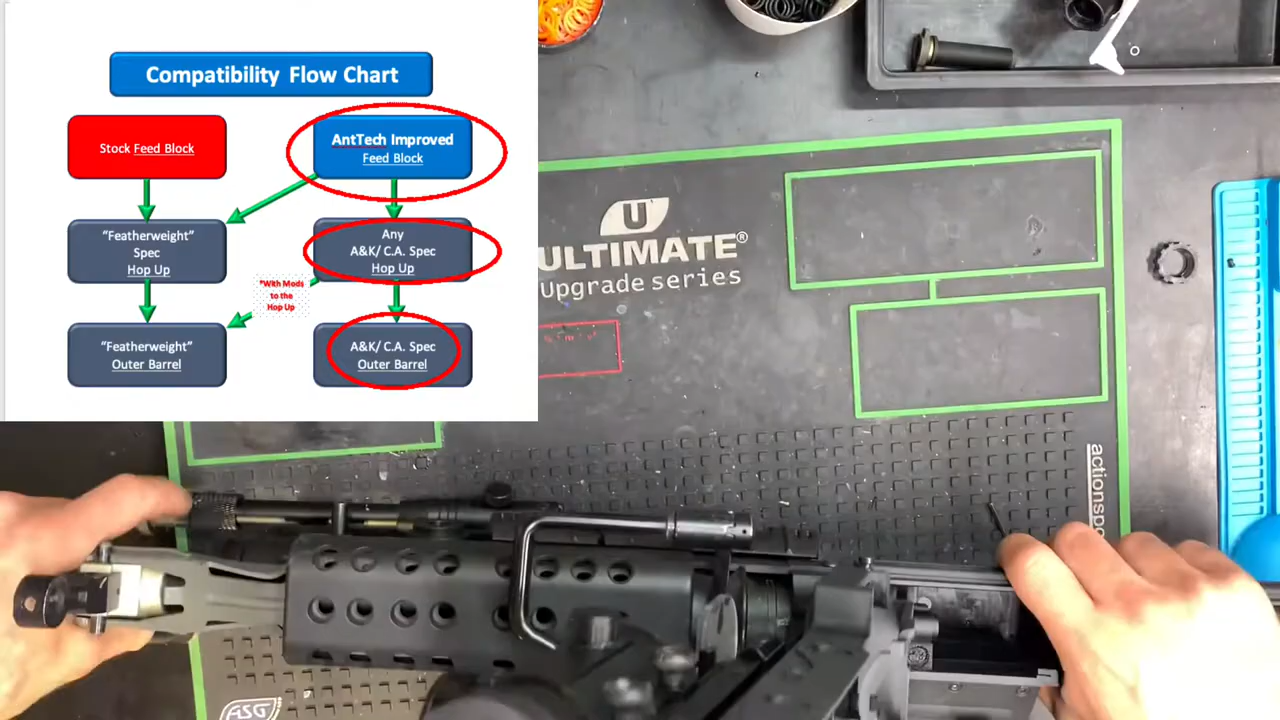 Compatibility Flow Chart
Stock Feed Block
AntTech Improved
Feed Block
"Featherweight"
Spec
Hop Up
Any
A&K/ C.A. Spec
Hop Up
*With Mods
to the
Hop Up
"Featherweight"
Outer Barrel
A&K/ C.A. Spec
Outer Barrel
U
ULTIMATE®
Upgrade series
actionspo
ASG